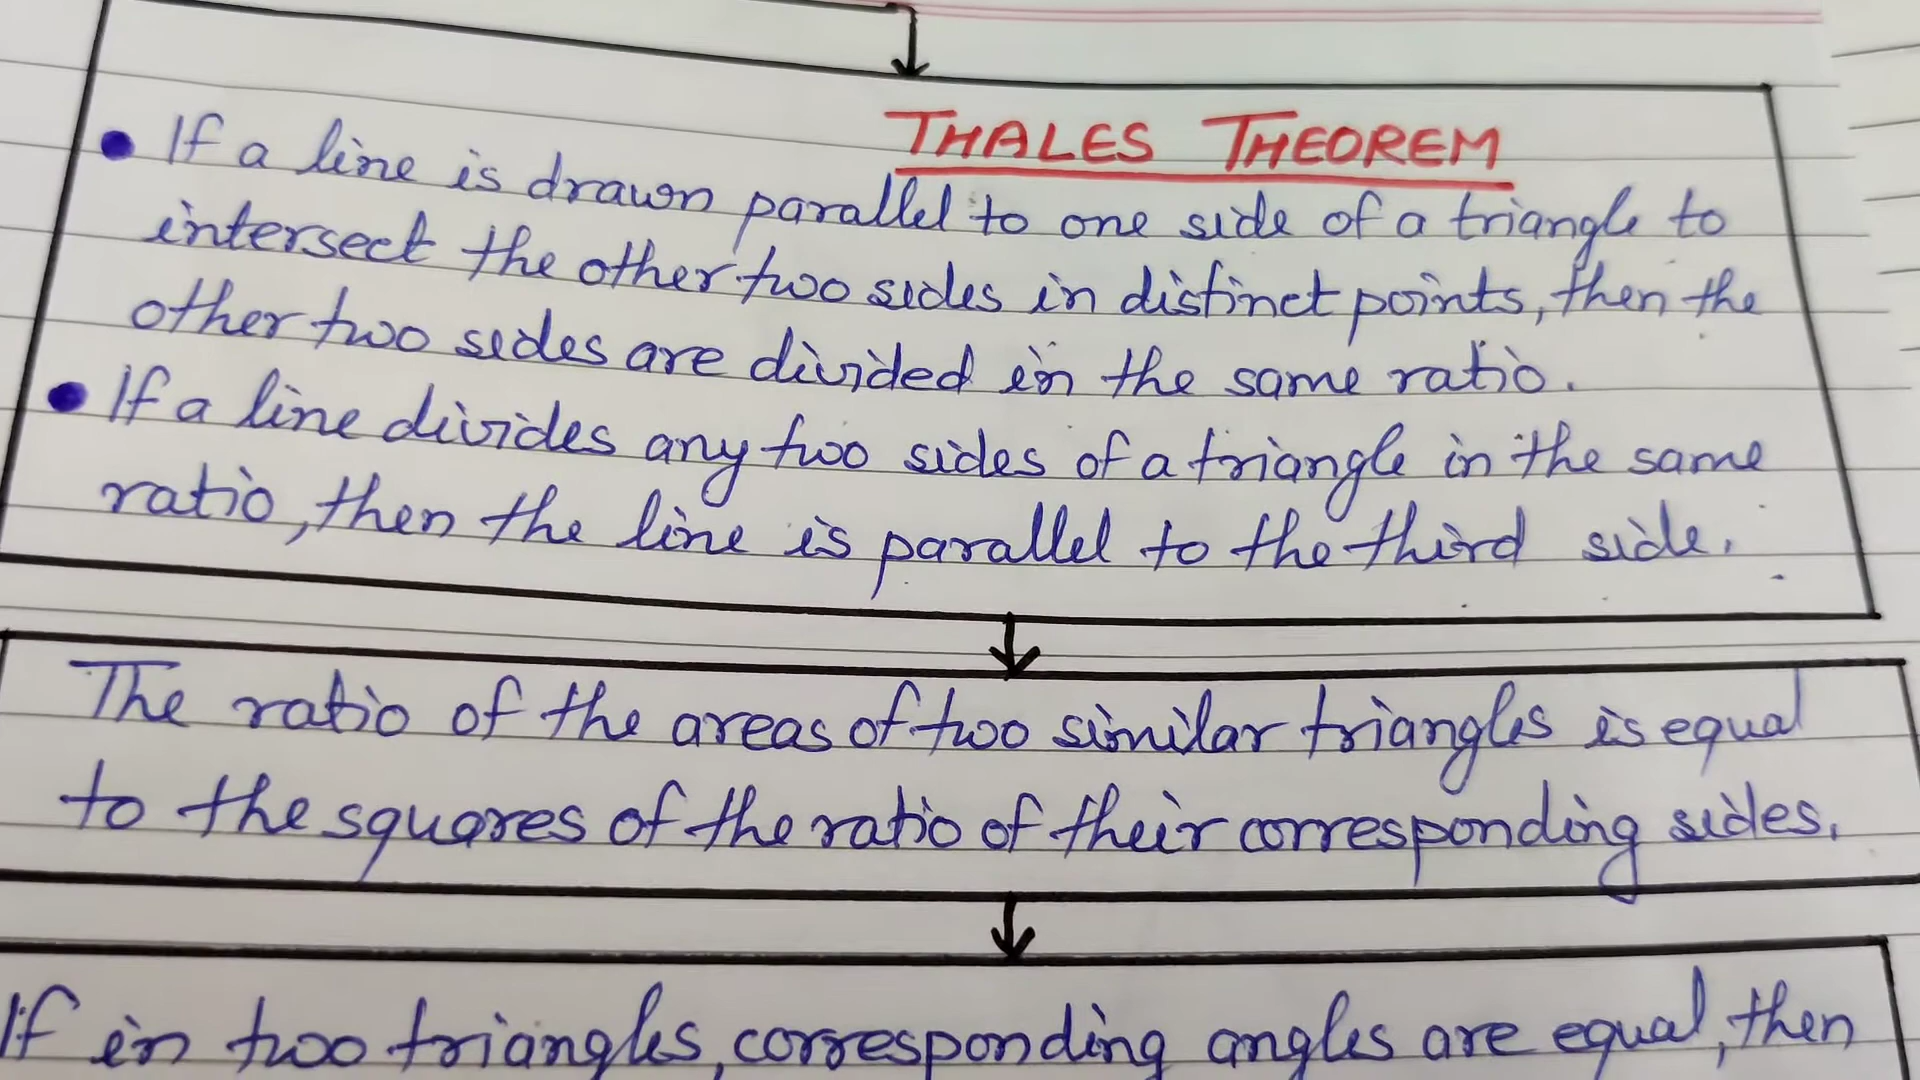 THALES THEOREM
• If a line is drawn parallel to one side of a triangle to
intersect the other two sides in distinct points, then the
other two sides are divided in the same ratio.
• If a line divides any two sides of a triangle in the same
ratio, then the line is parallel to the third side.
The ratio of the areas of two similar triangles is equal
to the squares of the ratio of their corresponding sides.
If in two triangles, corresponding angles are equal, then